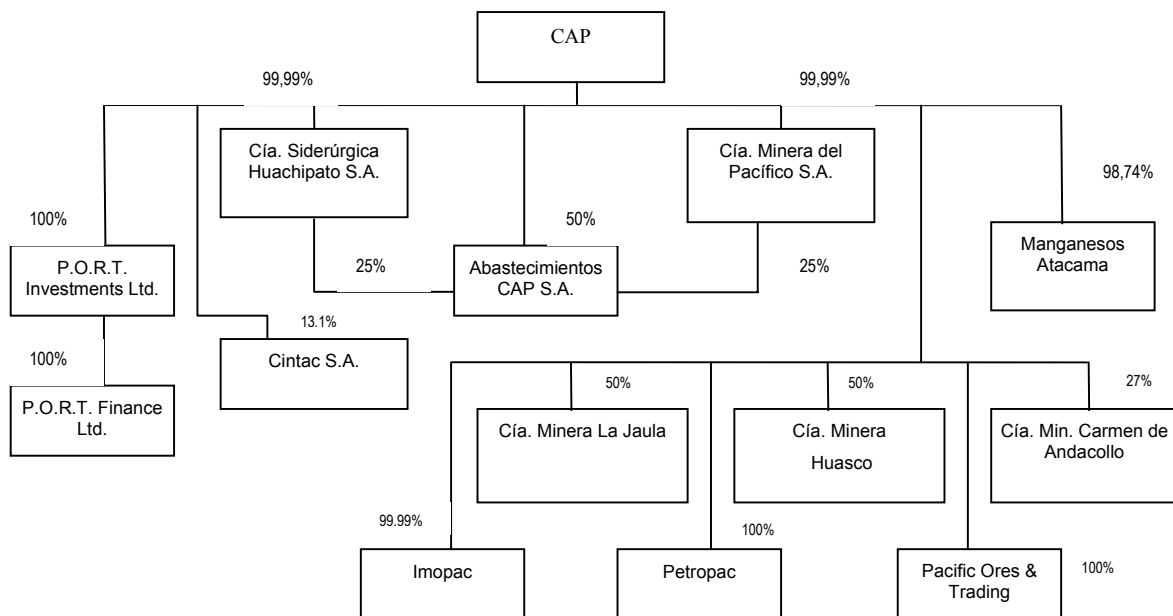 CAP
99,99%
99,99%
Cía. Siderúrgica
Huachipato S.A.
Cía. Minera del
Pacífico S.A.
98,74%
100%
50%
P.O.R.T.
Investments Ltd.
25%
Abastecimientos
CAP S.A.
25%
Manganesos
Atacama
13.1%
Cintac S.A.
100%
P.O.R.T. Finance
Ltd.
50%
50%
27%
Cía. Minera La Jaula
Cía. Minera
Huasco
Cía. Min. Carmen de
Andacollo
99.99%
100%
Imopac
Petropac
Pacific Ores &
Trading
100%